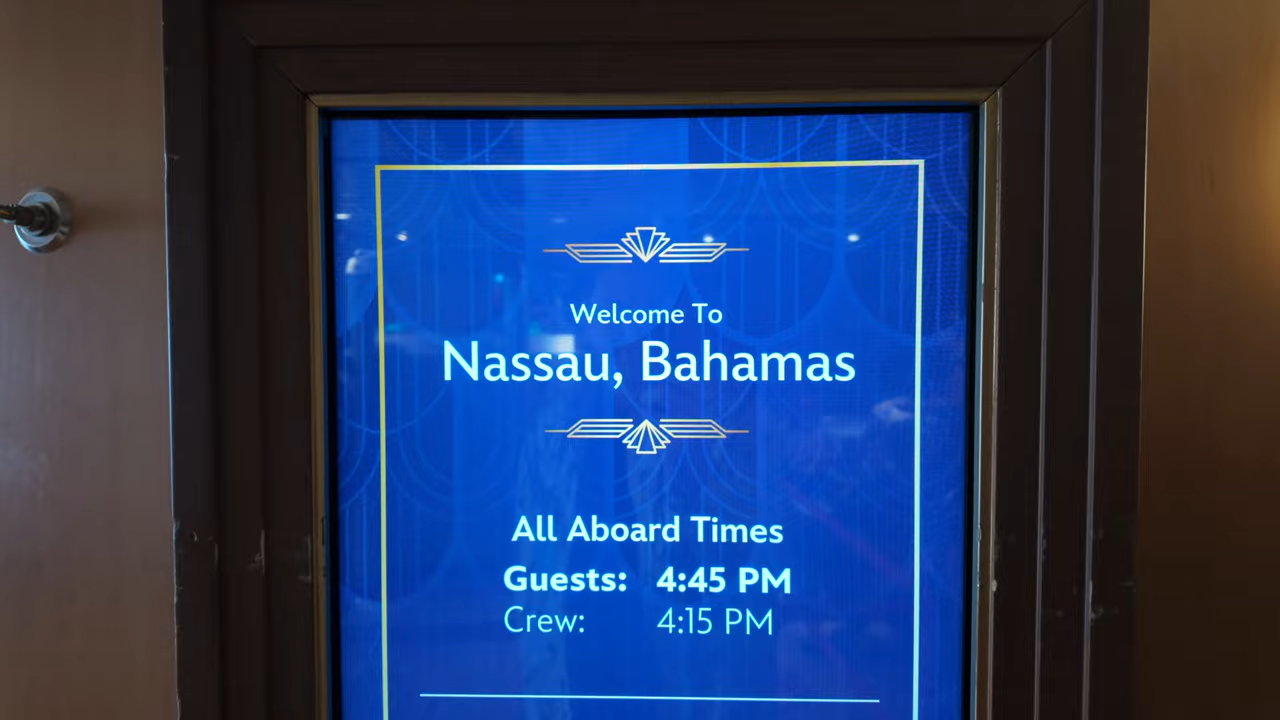 Welcome To
Nassau, Bahamas
All Aboard Times
Guests: 4:45 PM
Crew: 4:15 PM